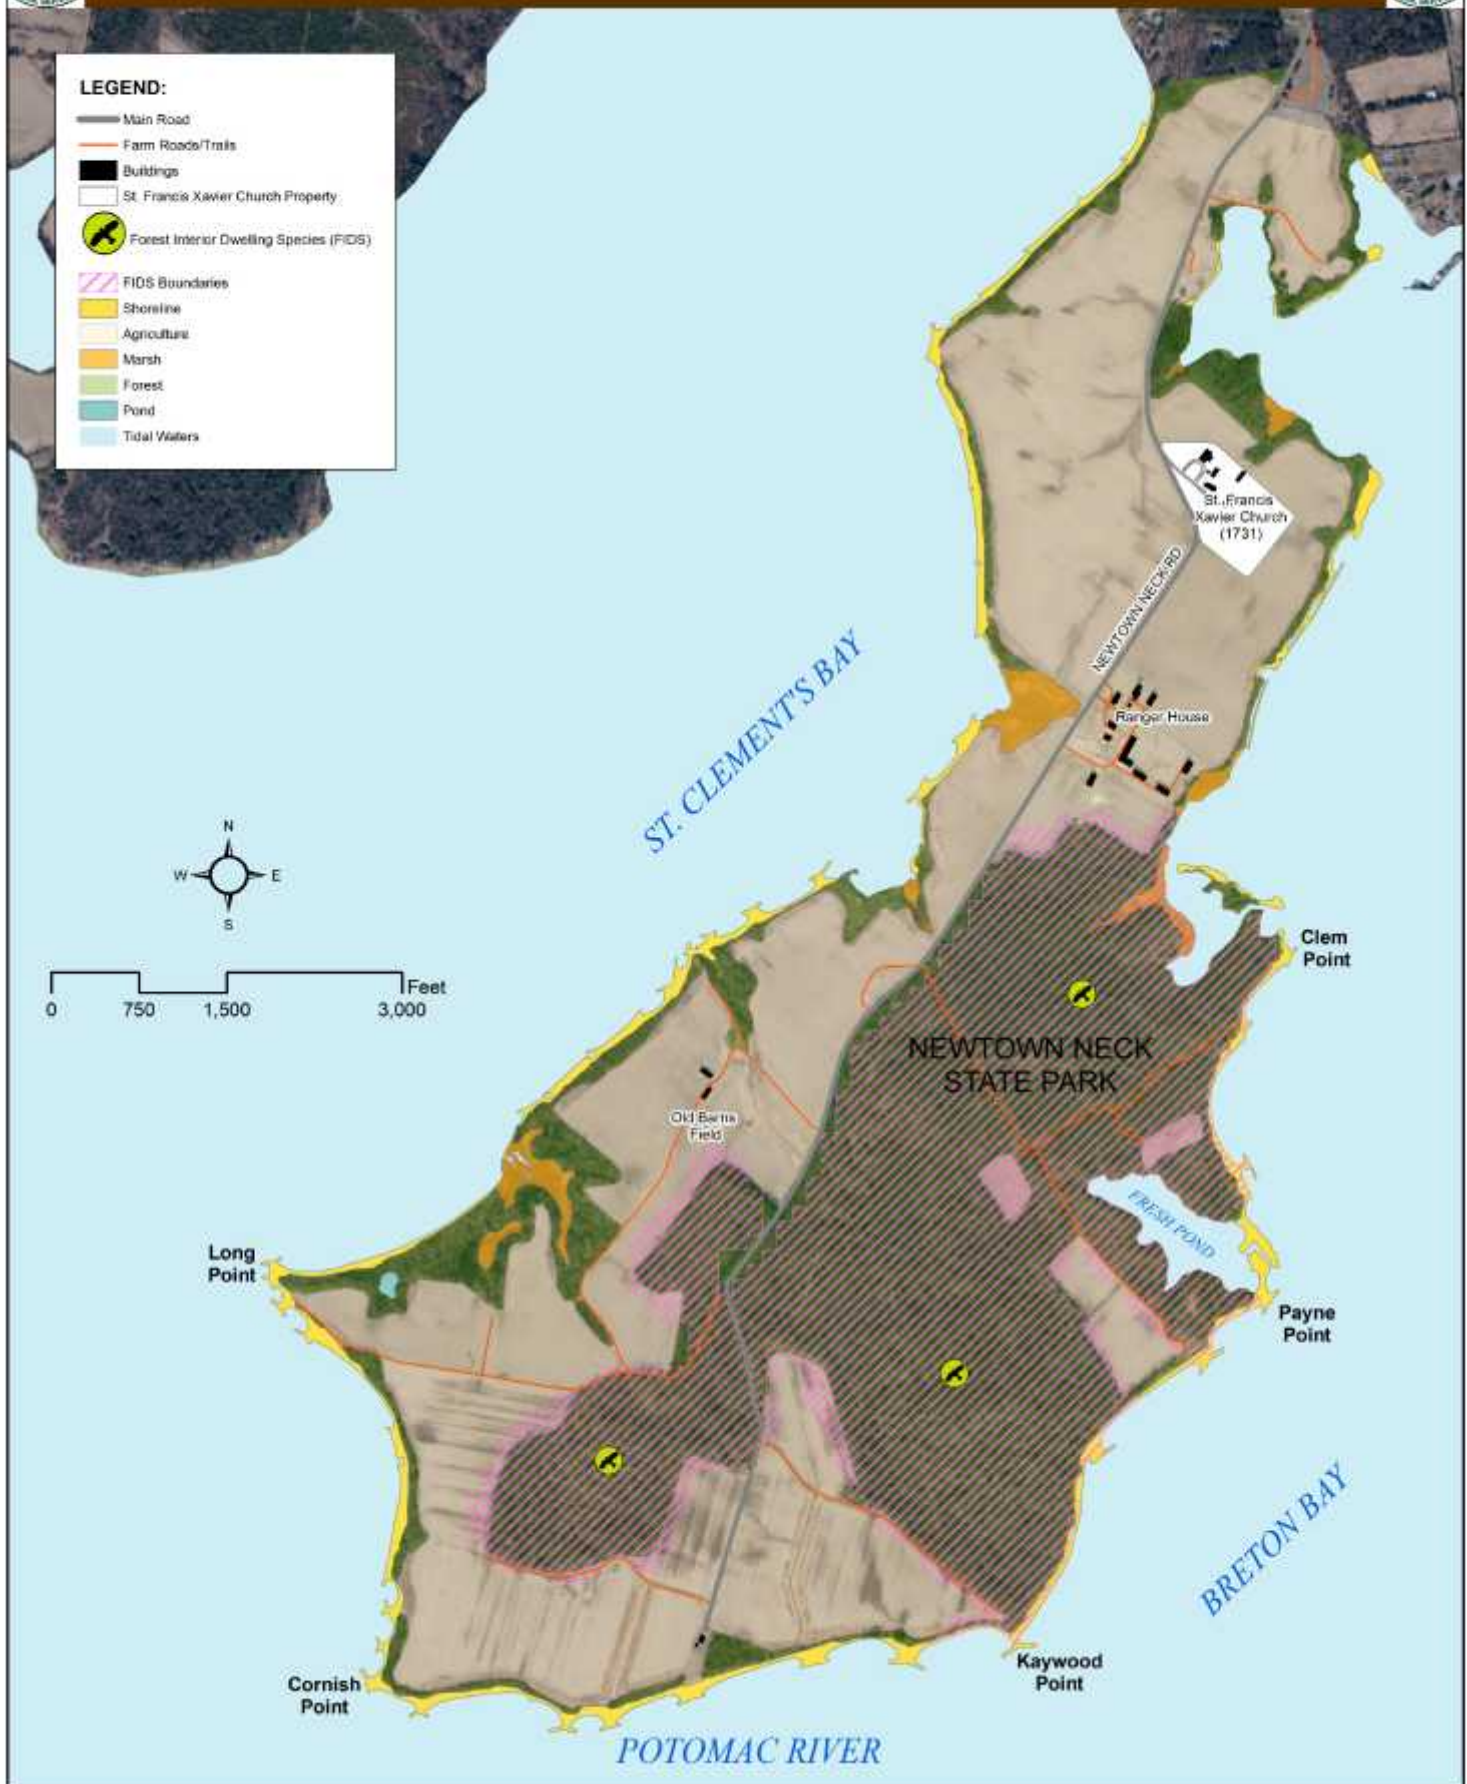 LEGEND:
Main Road
Farm Roads/Trails
Buildings
St. Francis Xavier Church Property
Forest Interior Dwelling Species (FIDS)
FIDS Boundaries
Shoreline
Agriculture
Marsh
Forest
Pond
Tidal Waters
St. Francis
Xavier Church
(1731)
NEWTOWN NECK RD
ST. CLEMENT'S BAY
Ranger House
N
W
E
S
Feet
0
750
1,500
3,000
Clem
Point
NEWTOWN NECK
STATE PARK
Old Barns
Field
FRESH POND
Long
Point
Payne
Point
BRETON BAY
Kaywood
Point
Cornish
Point
POTOMAC RIVER